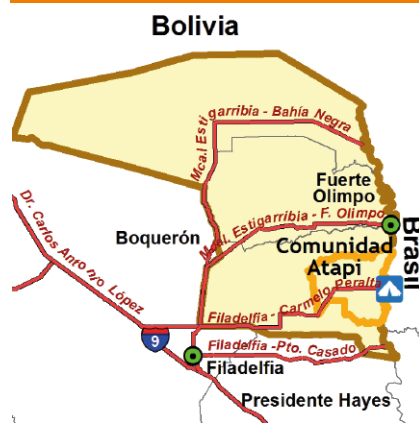 Bolivia
Mcal Estigarribia - Bahía Negra
Fuerte
Olimpo
Mcal. Estigarribia - F. Olimpo
Boquerón
Brasil
Comunidad
Atapi
Dr. Carlos Antonio López
Filadelfia - Carmelo Peralta
9
Filadelfia -Pto. Casado
Filadelfia
Presidente Hayes